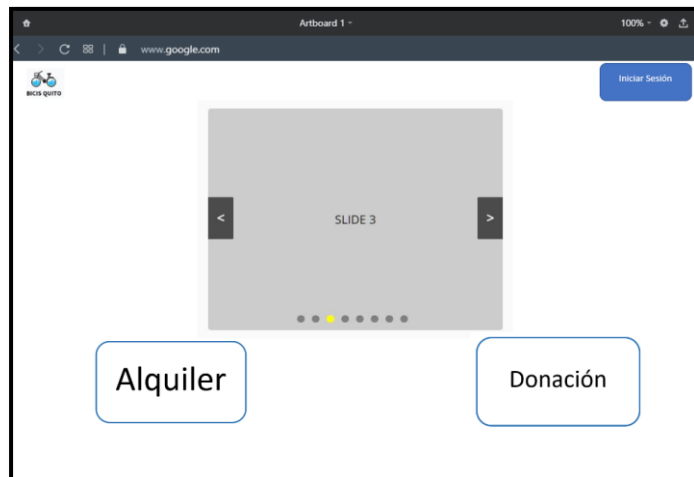 Artboard 1
100%
www.google.com
BICIS QUITO
Iniciar Sesión
<
SLIDE 3
>
Alquiler
Donación